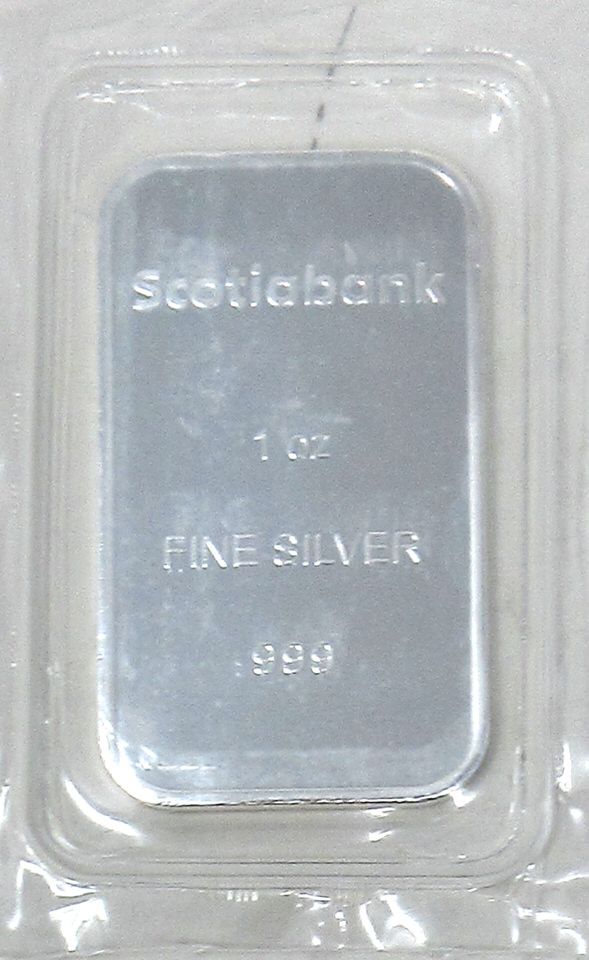 Scotiabank
1 oz
FINE SILVER
.999